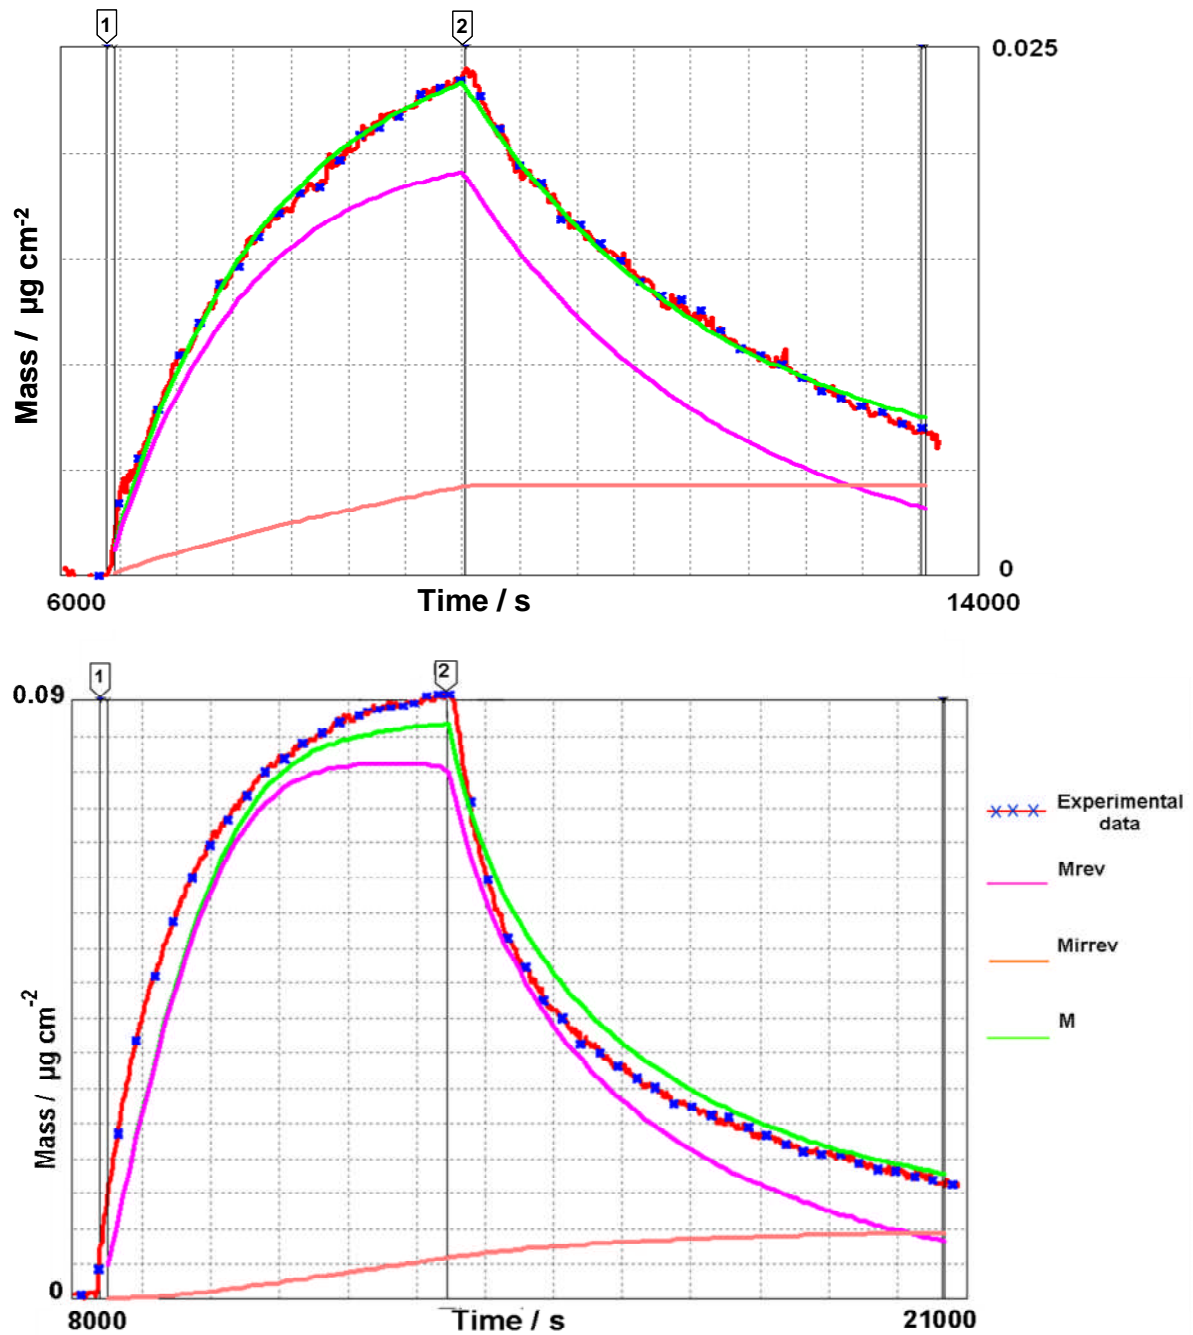 1
2
0.025
Mass / µg cm-2
0
6000
Time / s
14000
1
2
0.09
Mass / µg cm-2
0
8000
Time / s
21000
Experimental
data
Mrev
Mirrev
M